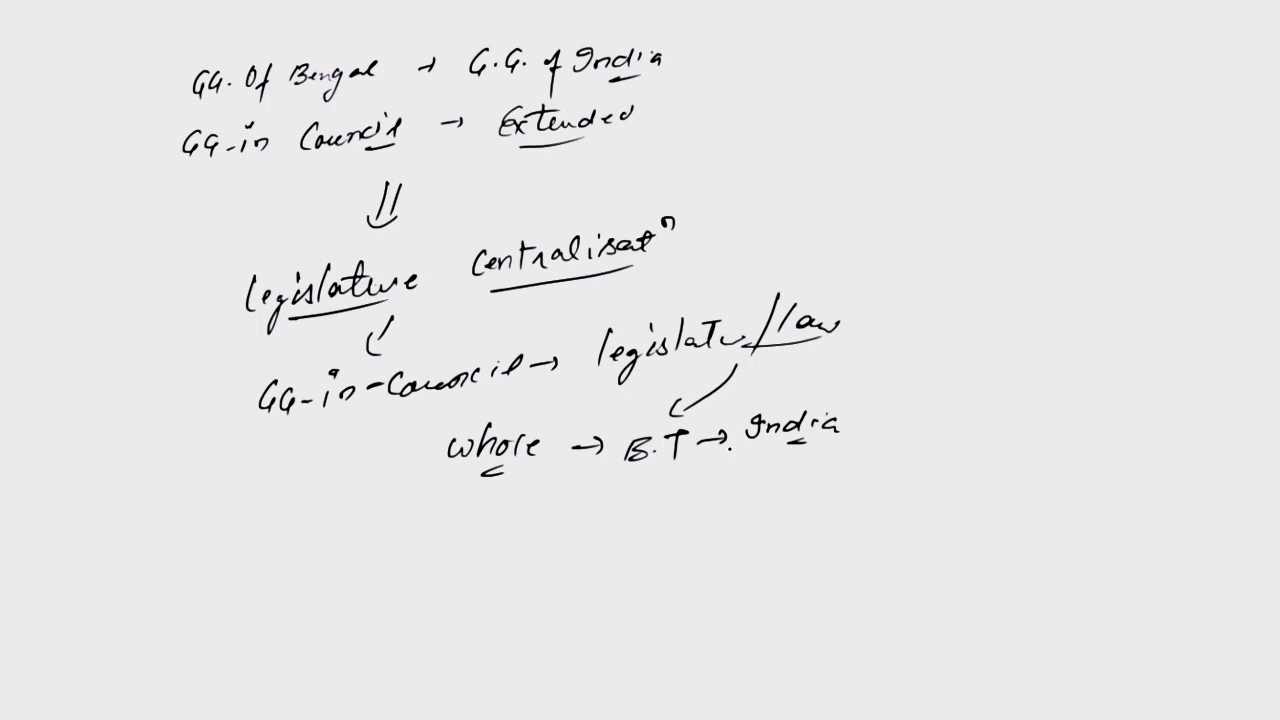 GG. Of Bengal → G.G. of India
GG-in Council → Extended
legislature centralisatⁿ
GG-in-Council → legislatu/law
whole → B.T → India